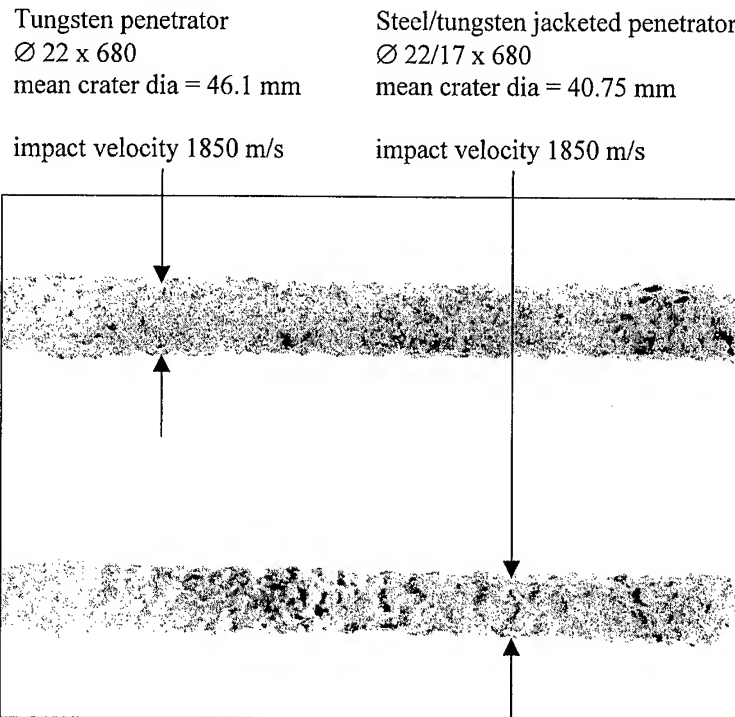 Tungsten penetrator
Ø 22 x 680
mean crater dia = 46.1 mm
impact velocity 1850 m/s
Steel/tungsten jacketed penetrator
Ø 22/17 x 680
mean crater dia = 40.75 mm
impact velocity 1850 m/s